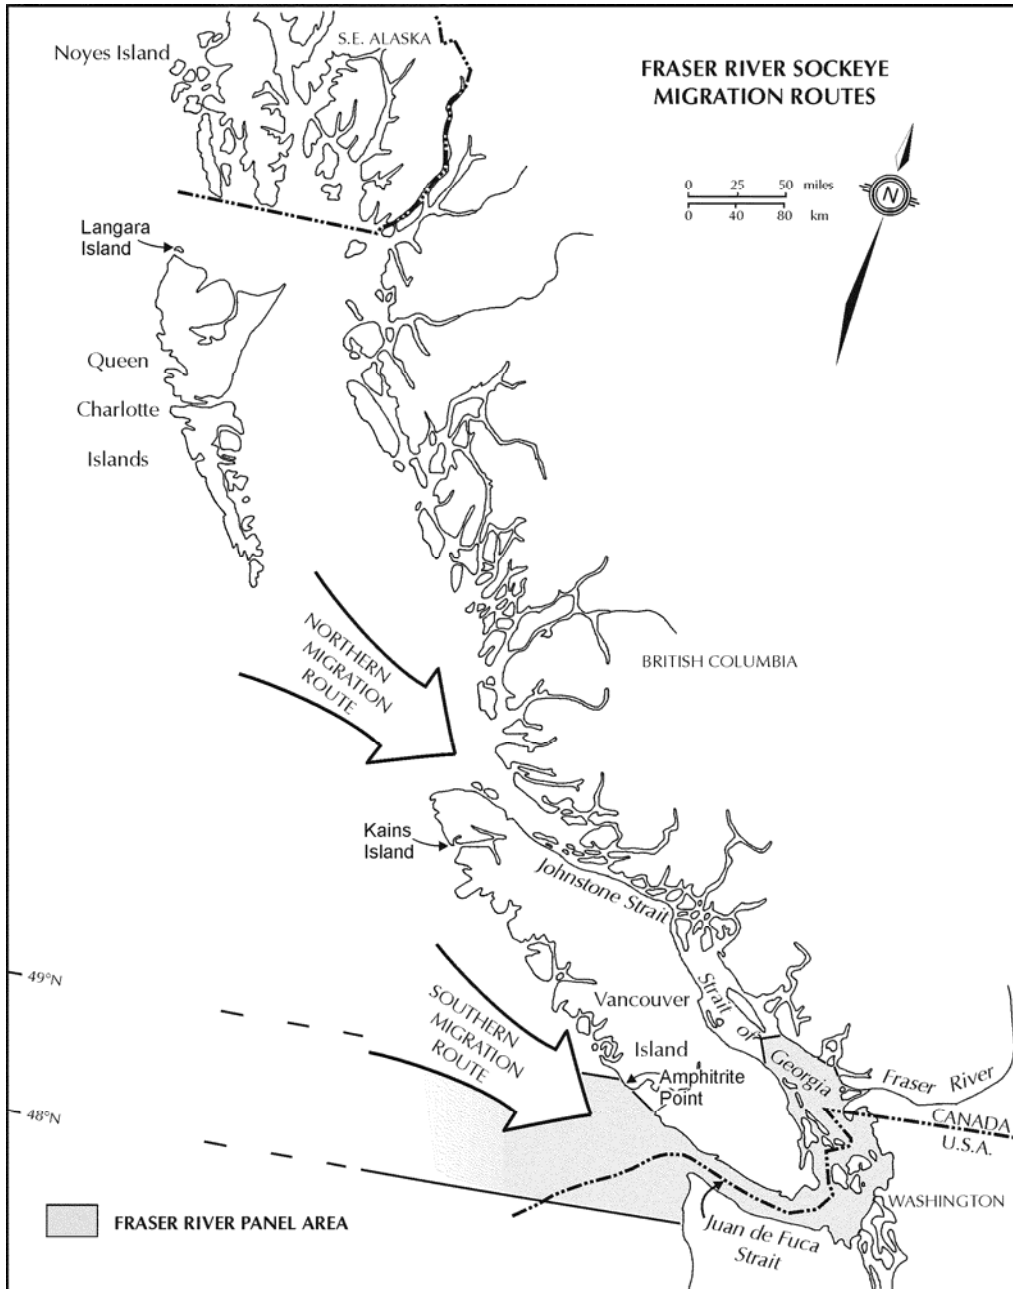 FRASER RIVER SOCKEYE
MIGRATION ROUTES
Noyes Island
S.E. ALASKA
0 25 50 miles
0 40 80 km
N
Langara
Island
Queen
Charlotte
Islands
NORTHERN
MIGRATION
ROUTE
BRITISH COLUMBIA
Kains
Island
Johnstone Strait
49°N
SOUTHERN
MIGRATION
ROUTE
Vancouver
Island
Strait of
Georgia
Amphitrite
Point
Fraser River
48°N
CANADA
U.S.A.
WASHINGTON
Juan de Fuca
Strait
FRASER RIVER PANEL AREA